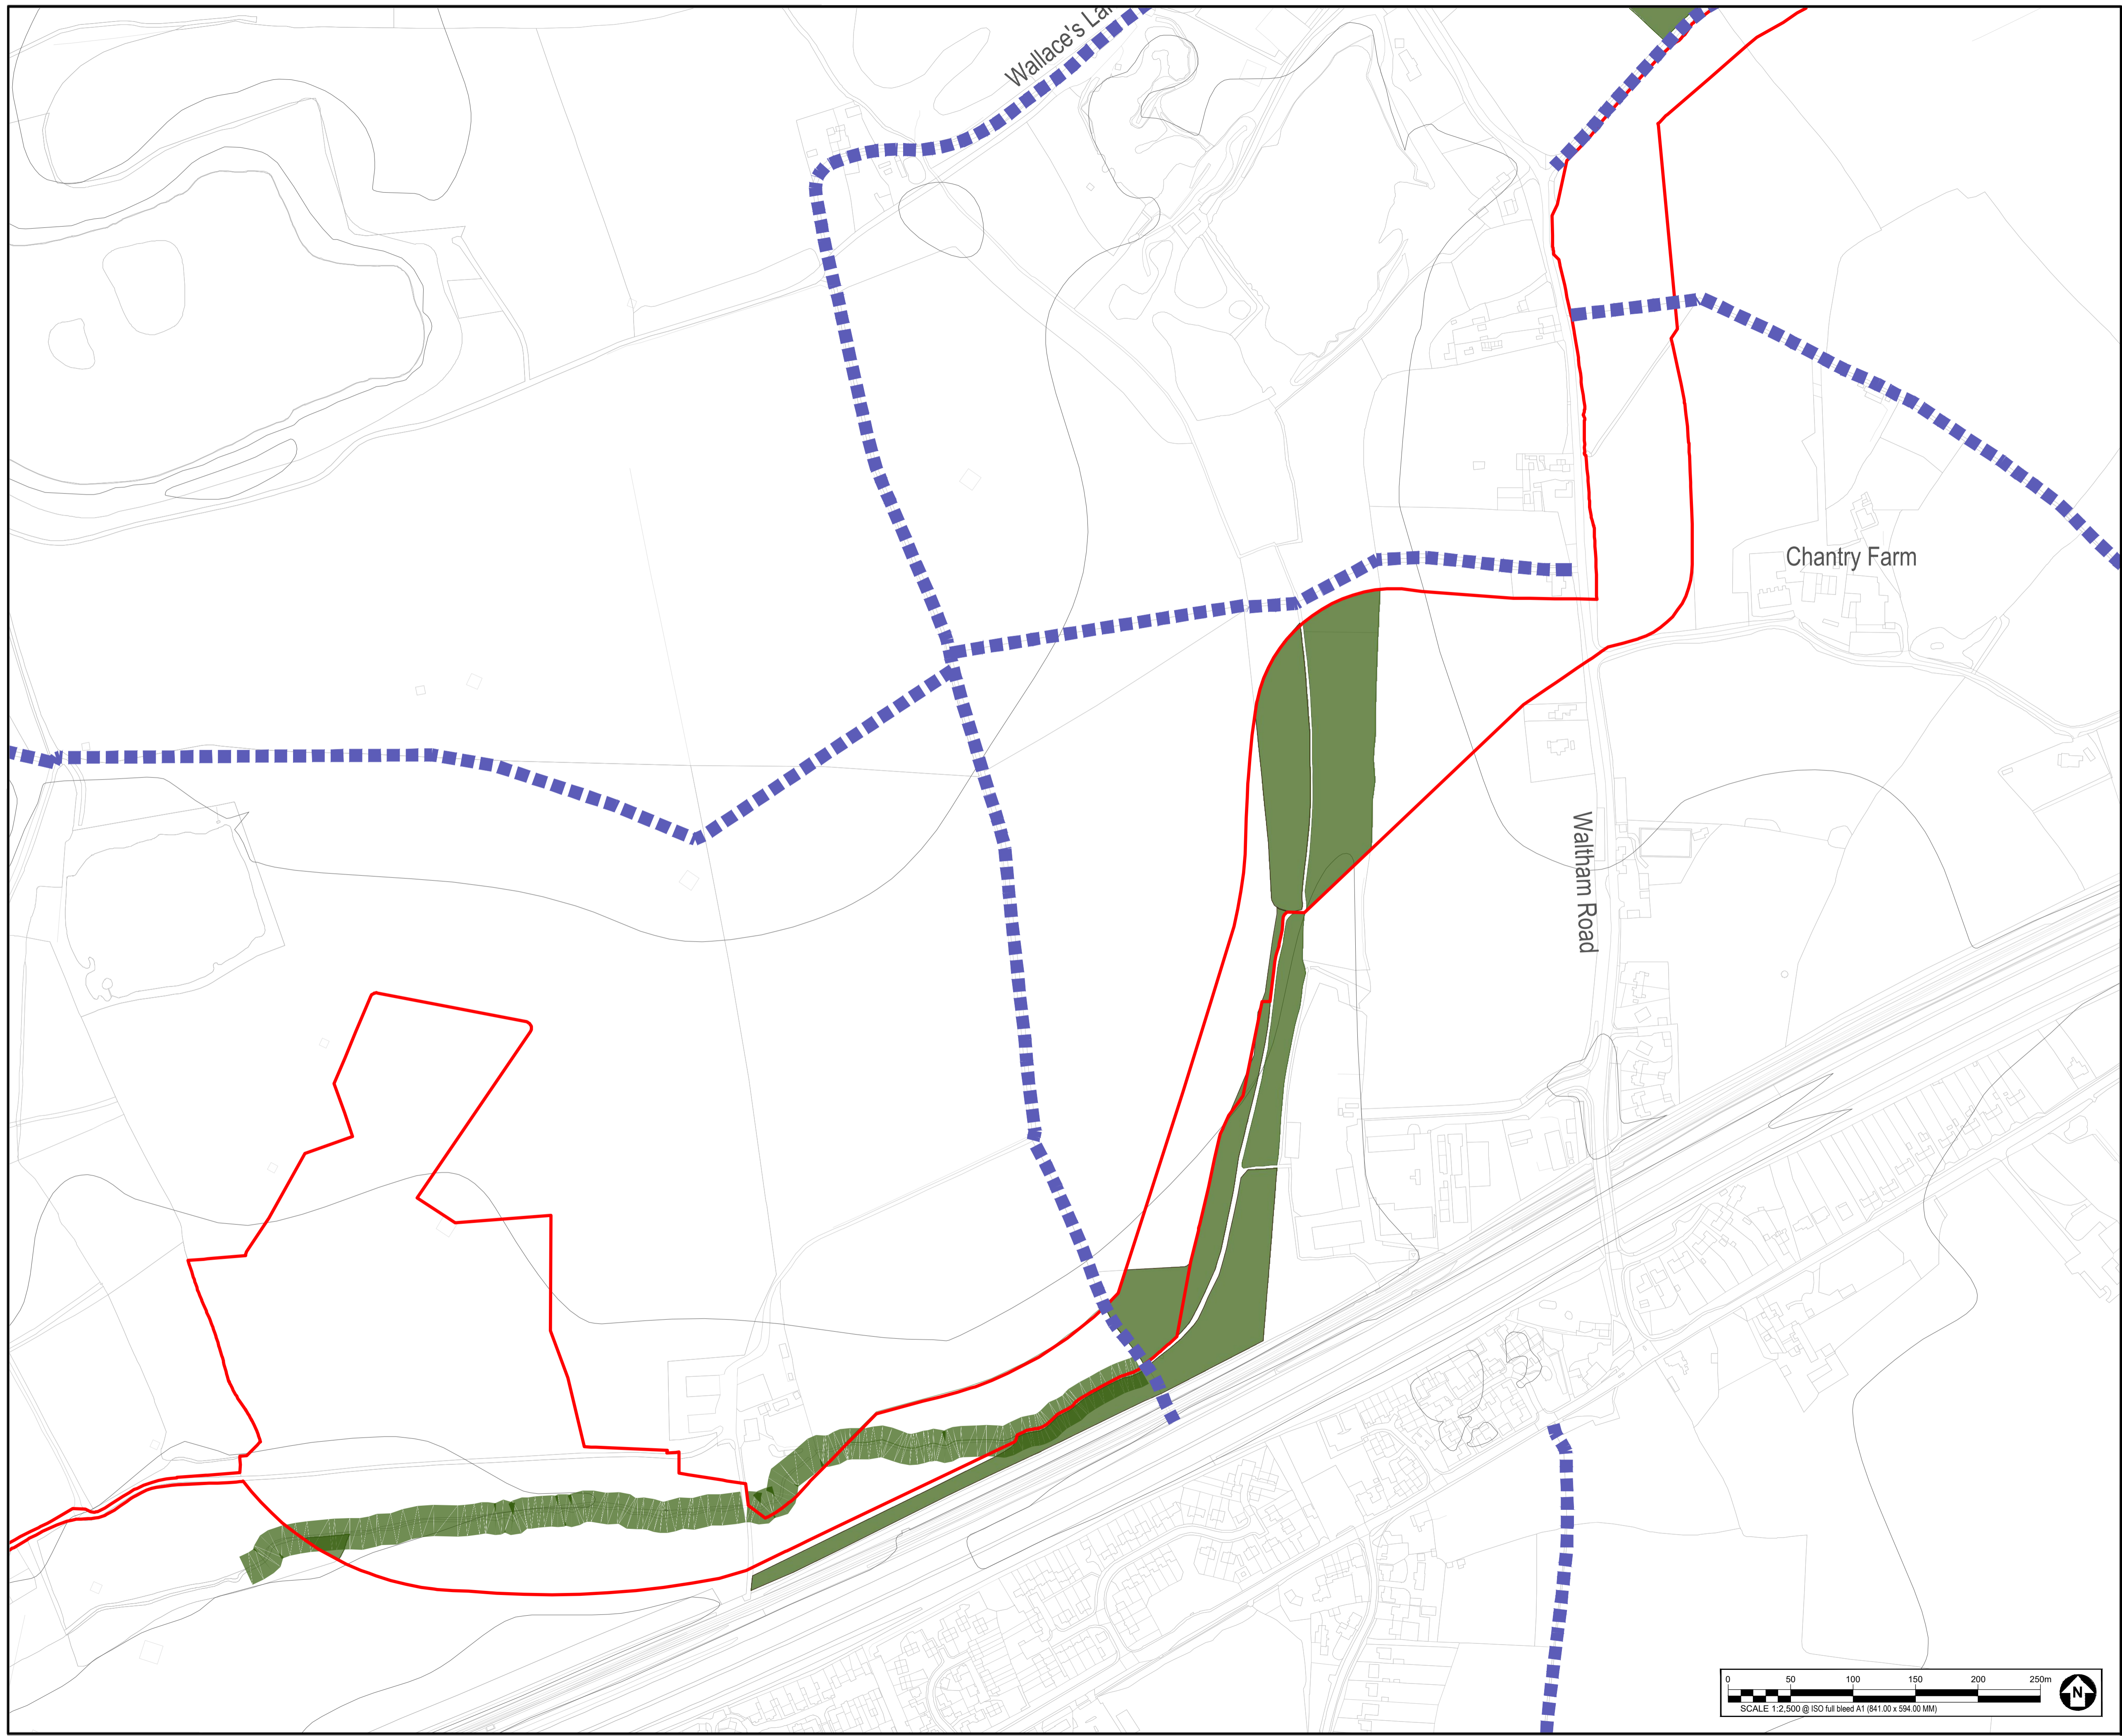 Wallace's
Chantry Farm
Waltham Road
0 50 100 150 200 250m
SCALE 1:2,500 @ ISO full bleed A1 (841.00 x 594.00 MM)
N